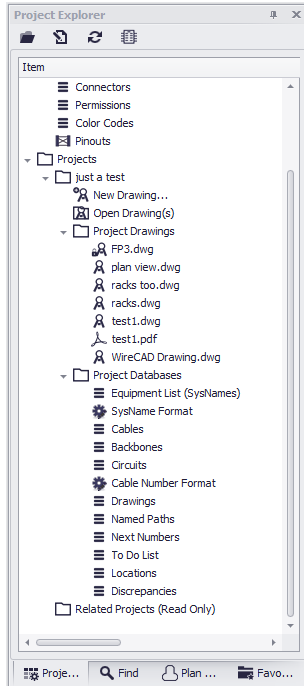 Project Explorer
Item
Connectors
Permissions
Color Codes
Pinouts
Projects
just a test
New Drawing...
Open Drawing(s)
Project Drawings
FP3.dwg
plan view.dwg
racks too.dwg
racks.dwg
test1.dwg
test1.pdf
WireCAD Drawing.dwg
Project Databases
Equipment List (SysNames)
SysName Format
Cables
Backbones
Circuits
Cable Number Format
Drawings
Named Paths
Next Numbers
To Do List
Locations
Discrepancies
Related Projects (Read Only)
Proje... Find Plan ... Favo...